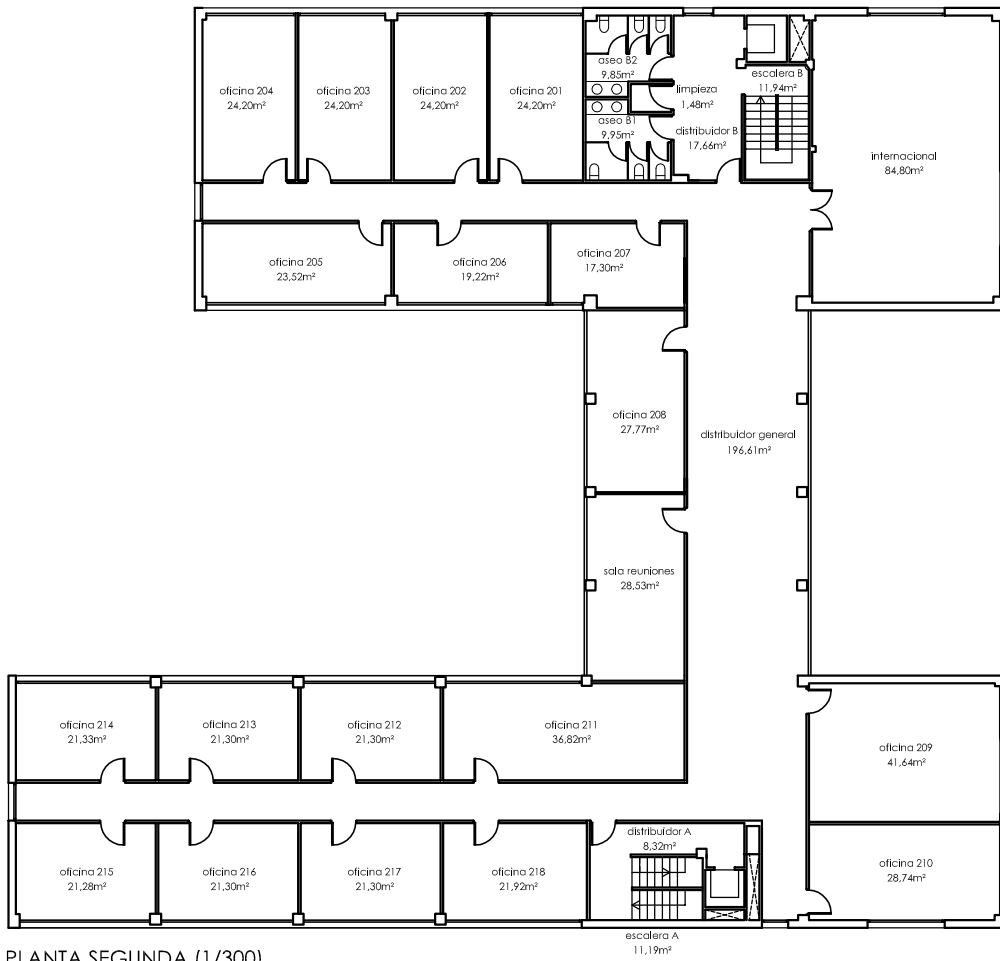 oficina 204
24,20m²
oficina 203
24,20m²
oficina 202
24,20m²
oficina 201
24,20m²
aseo B2
9,85m²
limpieza
1,48m²
escalera B
11,94m²
aseo B1
9,95m²
distribuidor B
17,66m²
internacional
84,80m²
oficina 205
23,52m²
oficina 206
19,22m²
oficina 207
17,30m²
oficina 208
27,77m²
distribuidor general
196,61m²
sala reuniones
28,53m²
oficina 214
21,33m²
oficina 213
21,30m²
oficina 212
21,30m²
oficina 211
36,82m²
oficina 209
41,64m²
oficina 215
21,28m²
oficina 216
21,30m²
oficina 217
21,30m²
oficina 218
21,92m²
distribuidor A
8,32m²
oficina 210
28,74m²
escalera A
11,19m²
PLANTA SEGUNDA (1/300)